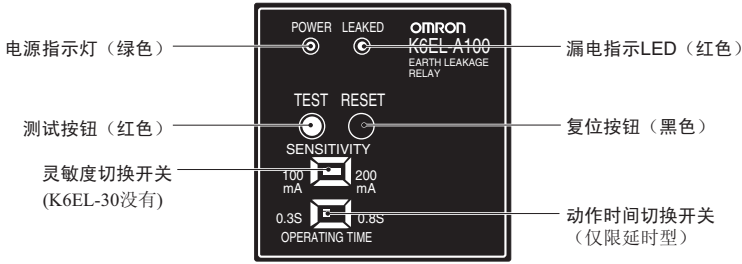 POWER LEAKED OMRON
K6EL-A100
EARTH LEAKAGE
RELAY
电源指示灯（绿色）
漏电指示LED（红色）
TEST RESET
测试按钮（红色）
复位按钮（黑色）
SENSITIVITY
灵敏度切换开关
(K6EL-30没有)
100
mA
200
mA
动作时间切换开关
（仅限延时型）
0.3S 0.8S
OPERATING TIME